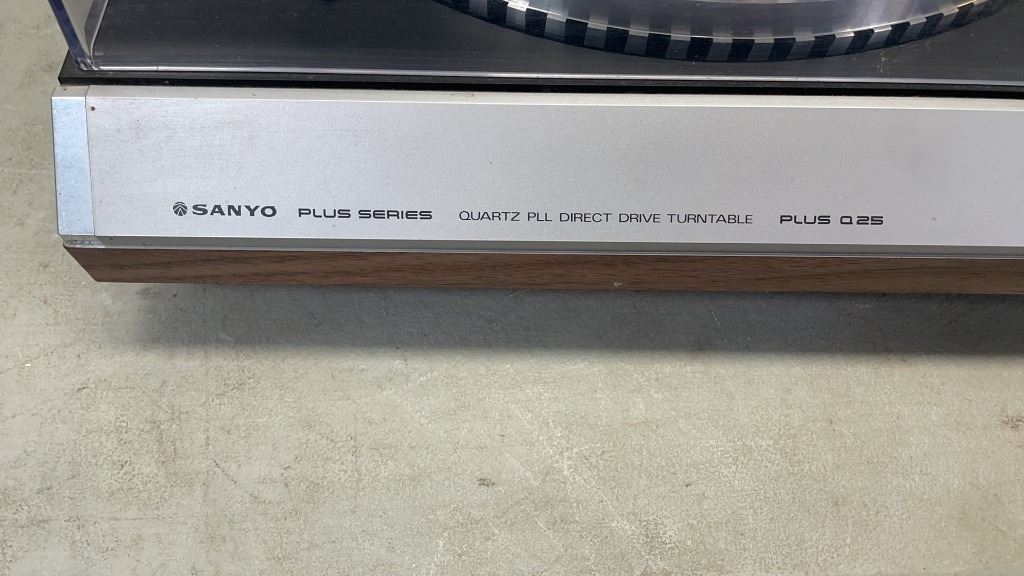 SANYO PLUS SERIES QUARTZ PLL DIRECT DRIVE TURNTABLE PLUS Q25